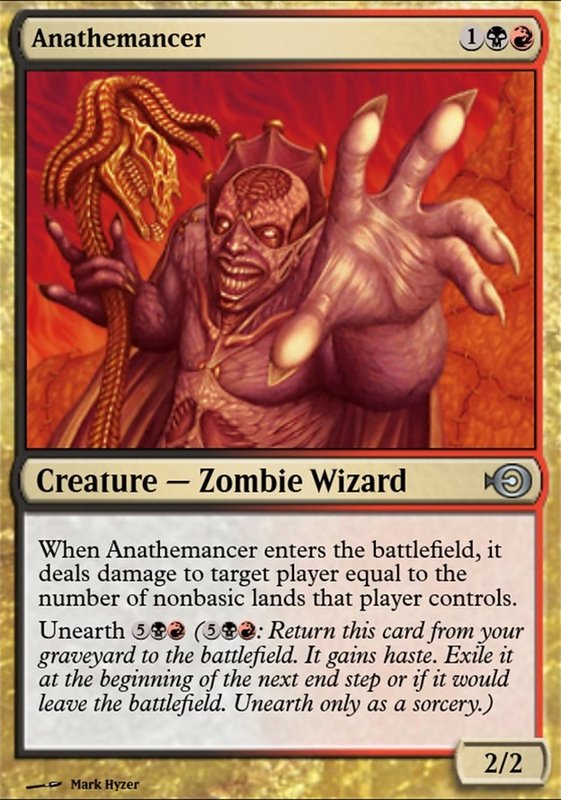 Anathemancer 1
Creature — Zombie Wizard
When Anathemancer enters the battlefield, it
deals damage to target player equal to the
number of nonbasic lands that player controls.
Unearth 5 (5 : Return this card from your
graveyard to the battlefield. It gains haste. Exile it
at the beginning of the next end step or if it would
leave the battlefield. Unearth only as a sorcery.)
2/2
Mark Hyzer